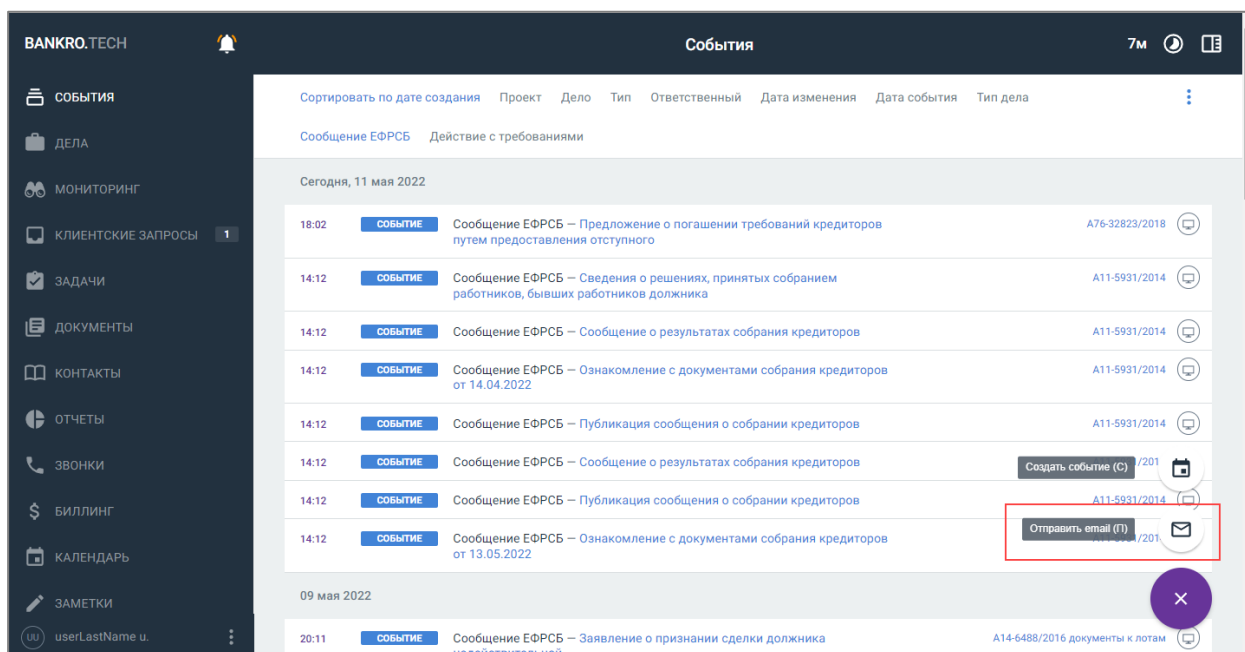 BANKRO.TECH
События
7м
СОБЫТИЯ
ДЕЛА
МОНИТОРИНГ
КЛИЕНТСКИЕ ЗАПРОСЫ 1
ЗАДАЧИ
ДОКУМЕНТЫ
КОНТАКТЫ
ОТЧЕТЫ
ЗВОНКИ
БИЛЛИНГ
КАЛЕНДАРЬ
ЗАМЕТКИ
UU userLastName u.
Сортировать по дате создания Проект Дело Тип Ответственный Дата изменения Дата события Тип дела
Сообщение ЕФРСБ Действие с требованиями
Сегодня, 11 мая 2022
18:02 СОБЫТИЕ Сообщение ЕФРСБ — Предложение о погашении требований кредиторов A76-32823/2018
путем предоставления отступного
14:12 СОБЫТИЕ Сообщение ЕФРСБ — Сведения о решениях, принятых собранием A11-5931/2014
работников, бывших работников должника
14:12 СОБЫТИЕ Сообщение ЕФРСБ — Сообщение о результатах собрания кредиторов A11-5931/2014
14:12 СОБЫТИЕ Сообщение ЕФРСБ — Ознакомление с документами собрания кредиторов A11-5931/2014
от 14.04.2022
14:12 СОБЫТИЕ Сообщение ЕФРСБ — Публикация сообщения о собрании кредиторов A11-5931/2014
14:12 СОБЫТИЕ Сообщение ЕФРСБ — Сообщение о результатах собрания кредиторов
Создать событие (С)
14:12 СОБЫТИЕ Сообщение ЕФРСБ — Публикация сообщения о собрании кредиторов A11-5931/2014
Отправить email (П)
14:12 СОБЫТИЕ Сообщение ЕФРСБ — Ознакомление с документами собрания кредиторов
от 13.05.2022
09 мая 2022
20:11 СОБЫТИЕ Сообщение ЕФРСБ — Заявление о признании сделки должника A14-6488/2016 документы к лотам